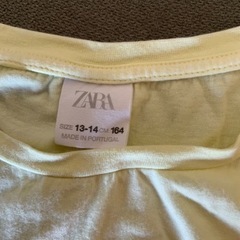 ZARA
SIZE 13-14 CM 164
MADE IN PORTUGAL